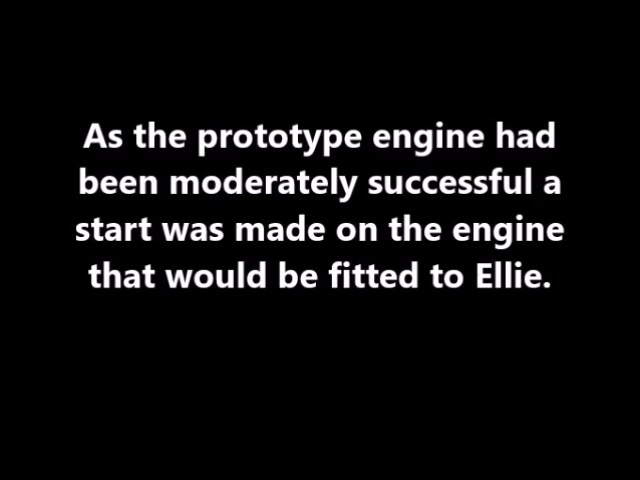 As the prototype engine had
been moderately successful a
start was made on the engine
that would be fitted to Ellie.